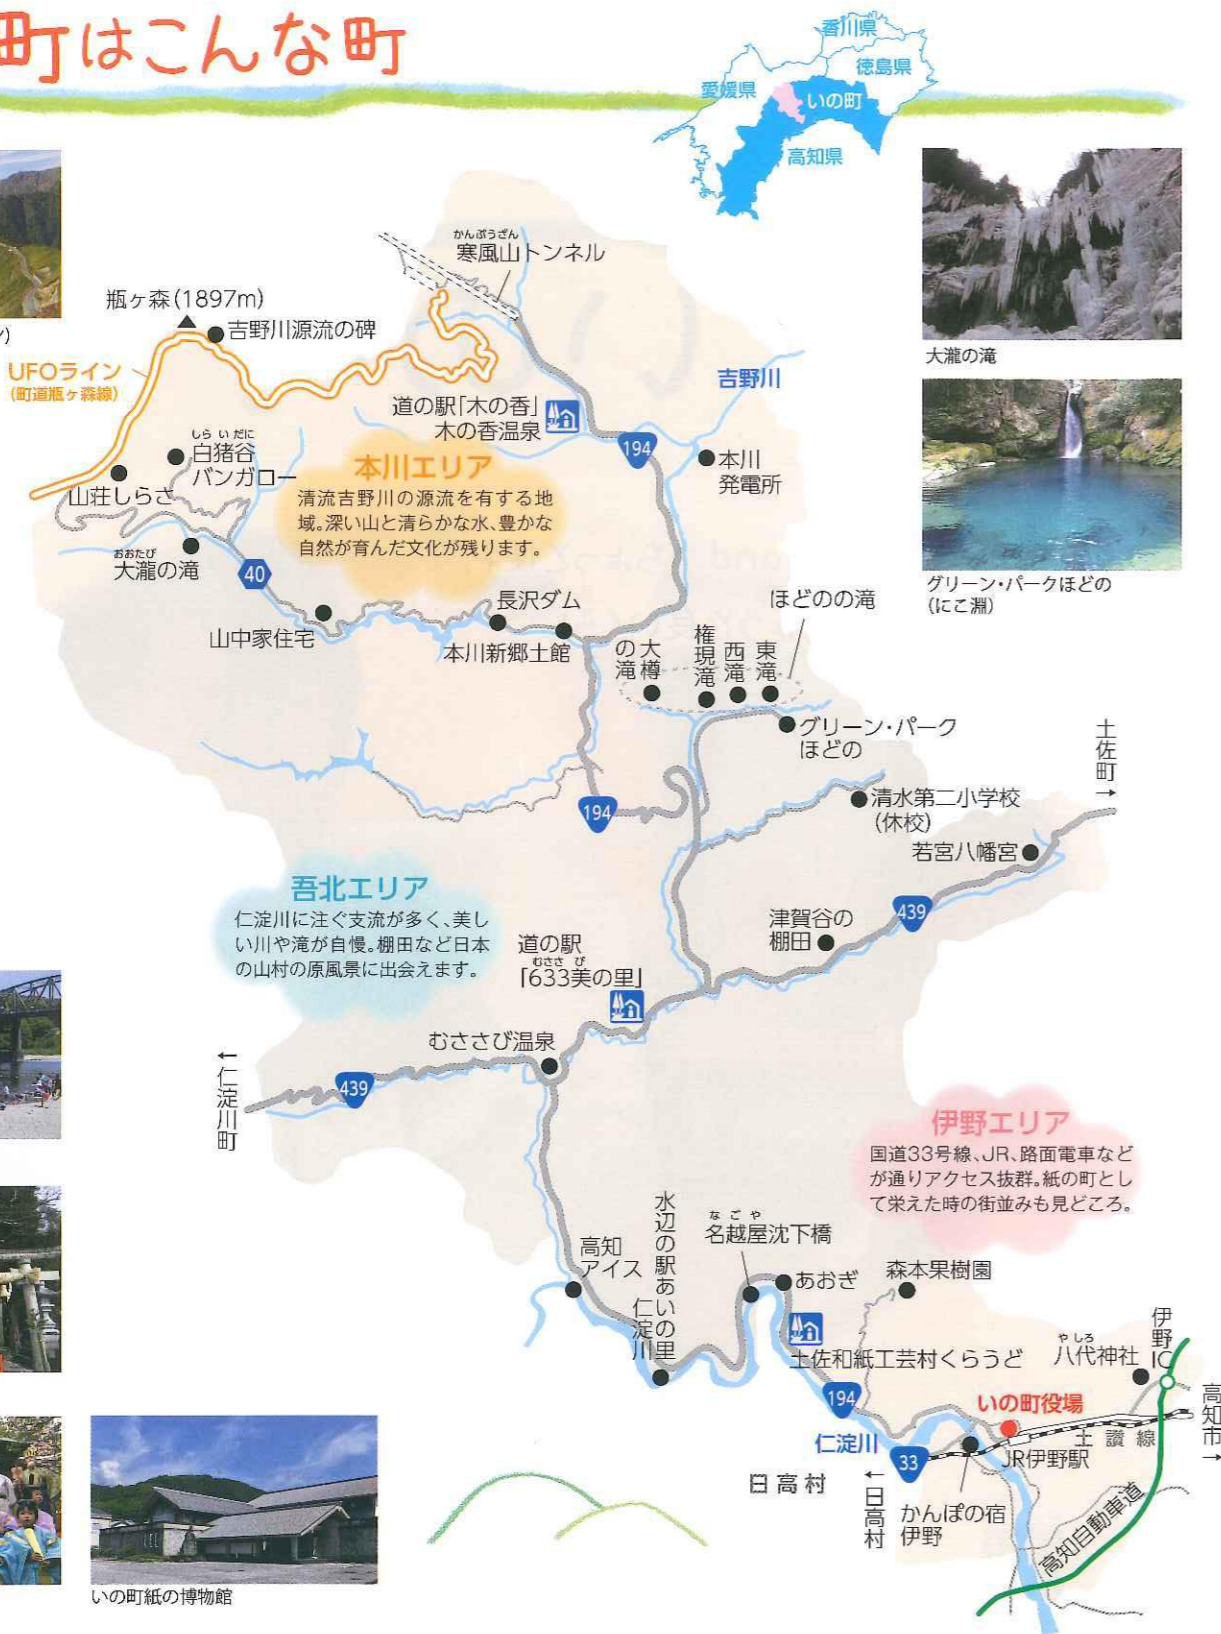 町はこんな町
香川県
徳島県
愛媛県
いの町
高知県
大瀧の滝
グリーン・パークほどの
(にこ淵)
かんぷうざん
寒風山トンネル
瓶ヶ森(1897m)
吉野川源流の碑
UFOライン
(町道瓶ヶ森線)
吉野川
道の駅「木の香」
木の香温泉
194
本川
発電所
しらいだに
白猪谷
バンガロー
山荘しらさ
本川エリア
清流吉野川の源流を有する地
域。深い山と清らかな水、豊かな
自然が育んだ文化が残ります。
おおたび
大瀧の滝
40
山中家住宅
長沢ダム
本川新郷土館
ほどのの滝
大樽
の滝
権現滝
西滝
東滝
グリーン・パーク
ほどの
土佐町→
194
清水第二小学校
(休校)
若宮八幡宮
439
津賀谷の
棚田
吾北エリア
仁淀川に注ぐ支流が多く、美し
い川や滝が自慢。棚田など日本
の山村の原風景に出会えます。
道の駅
むささび
「633美の里」
むささび温泉
439
←仁淀川町
伊野エリア
国道33号線、JR、路面電車など
が通りアクセス抜群。紙の町とし
て栄えた時の街並みも見どころ。
高知
アイス
水辺の駅あいの里
仁淀川
なごや
名越屋沈下橋
あおぎ
森本果樹園
土佐和紙工芸村くらうど
やしろ
八代神社
伊野IC
194
いの町役場
高知市→
仁淀川
33
JR伊野駅
土讃線
日高村
←日高村
かんぽの宿
伊野
高知自動車道
いの町紙の博物館